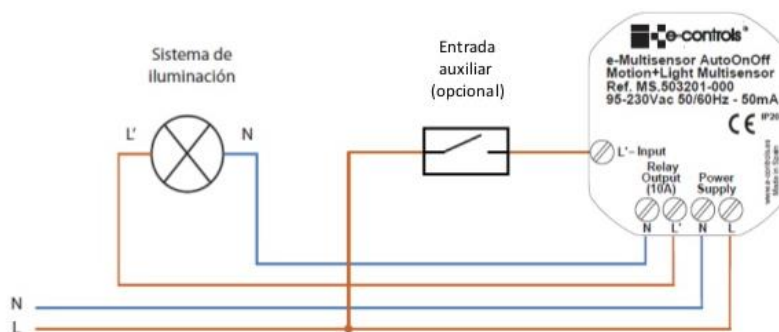 Sistema de
iluminación
L'
N
Entrada
auxiliar
(opcional)
e-controls®
e-Multisensor AutoOnOff
Motion+Light Multisensor
Ref. MS.503201-000
95-230Vac 50/60Hz - 50mA
CE IP20
L'- Input
www.e-controls.es
Made in Spain
Relay
Output
(10A)
Power
Supply
N L' N L
N
L